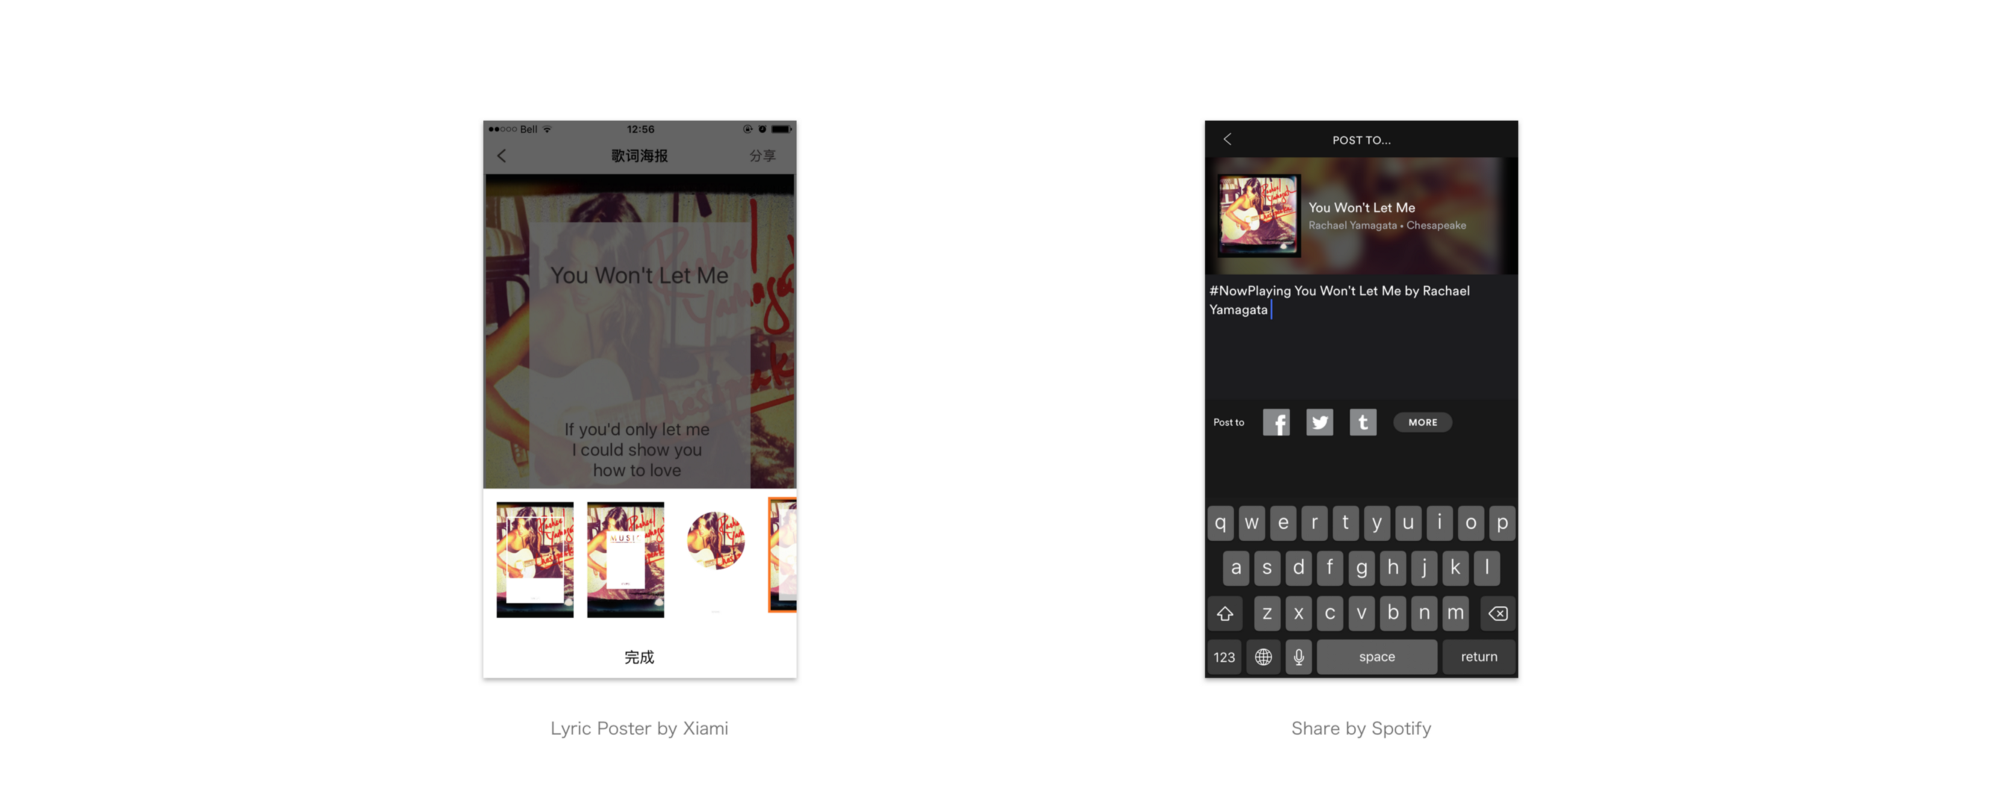 Bell
12:56
歌词海报
分享
You Won't Let Me
If you'd only let me
I could show you
how to love
MUSIC
完成
Lyric Poster by Xiami
POST TO...
You Won't Let Me
Rachael Yamagata • Chesapeake
#NowPlaying You Won't Let Me by Rachael
Yamagata
Post to
MORE
q w e r t y u i o p
a s d f g h j k l
z x c v b n m
123 space return
Share by Spotify